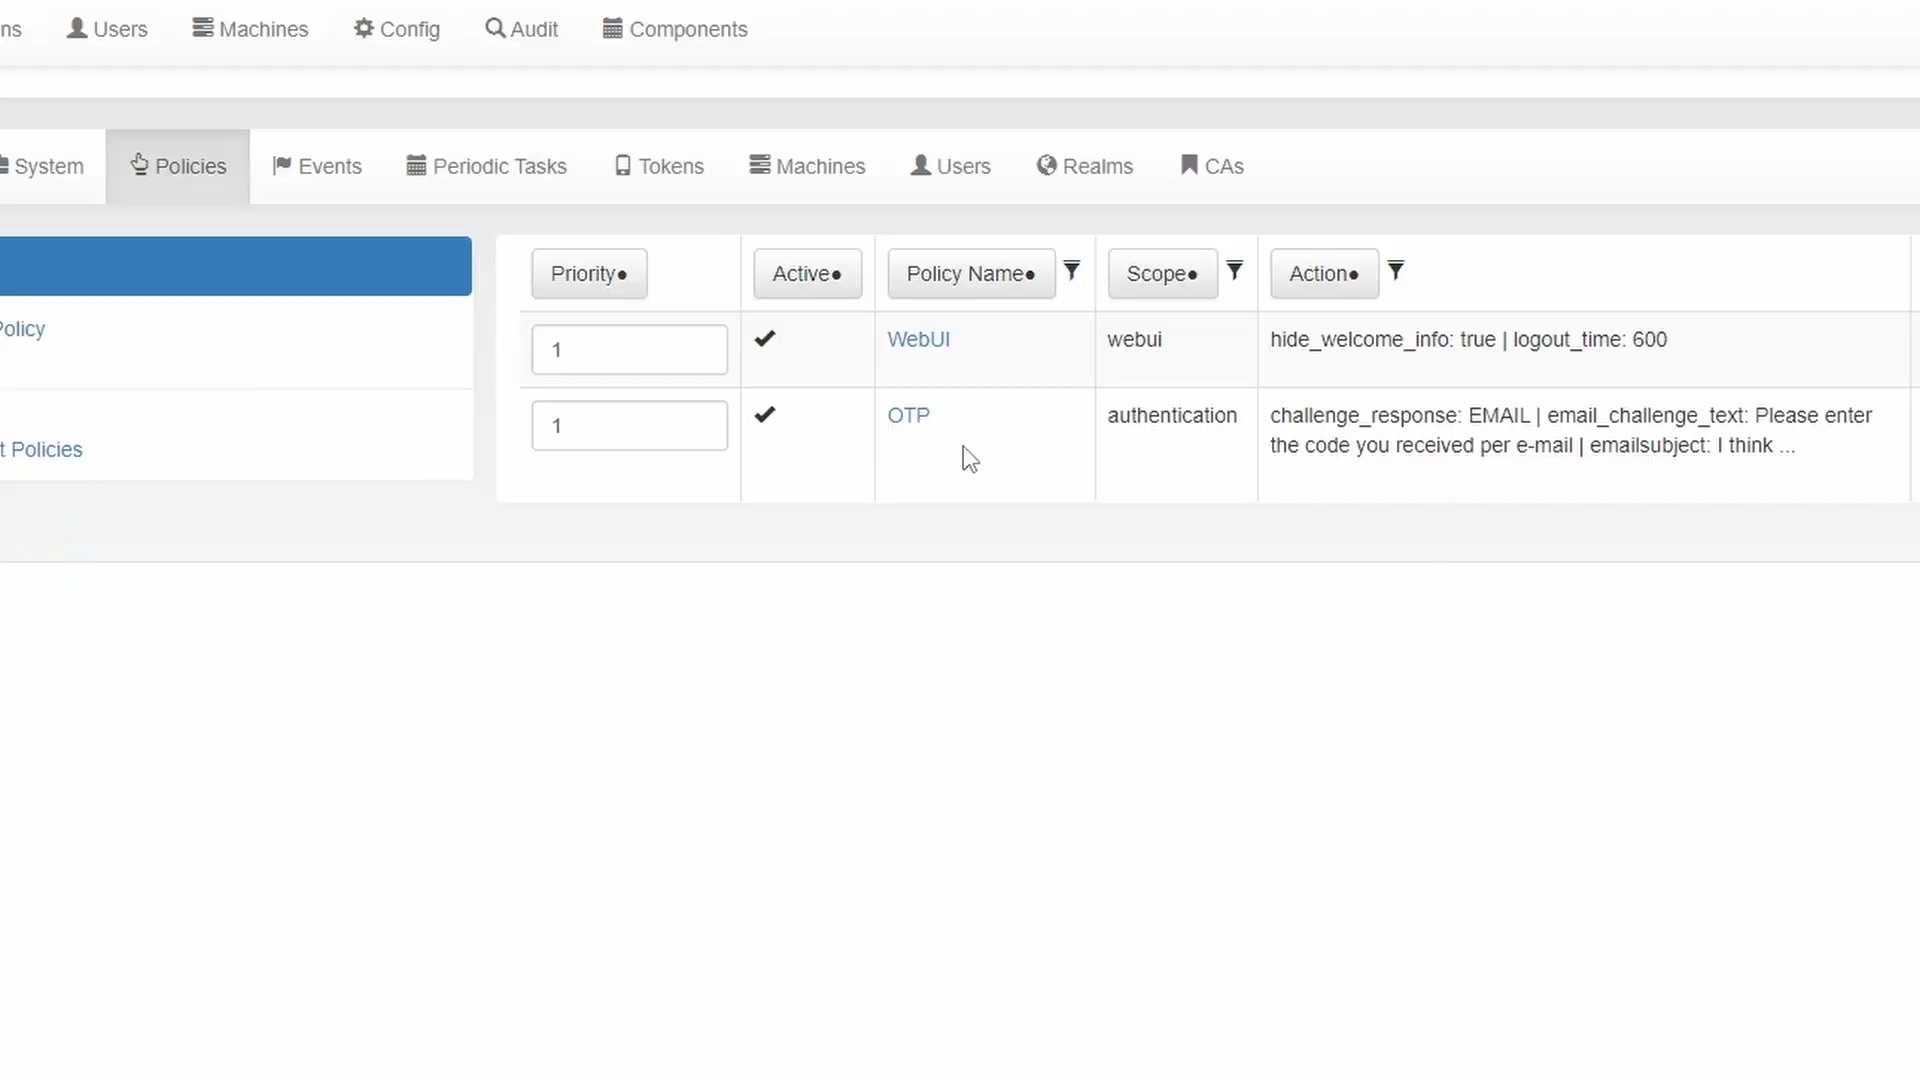 ns Users Machines Config Audit Components
System Policies Events Periodic Tasks Tokens Machines Users Realms CAs
Priority● Active● Policy Name● Scope● Action●
Policy
1 WebUI webui hide_welcome_info: true | logout_time: 600
1 OTP authentication challenge_response: EMAIL | email_challenge_text: Please enter
the code you received per e-mail | emailsubject: I think ...
t Policies